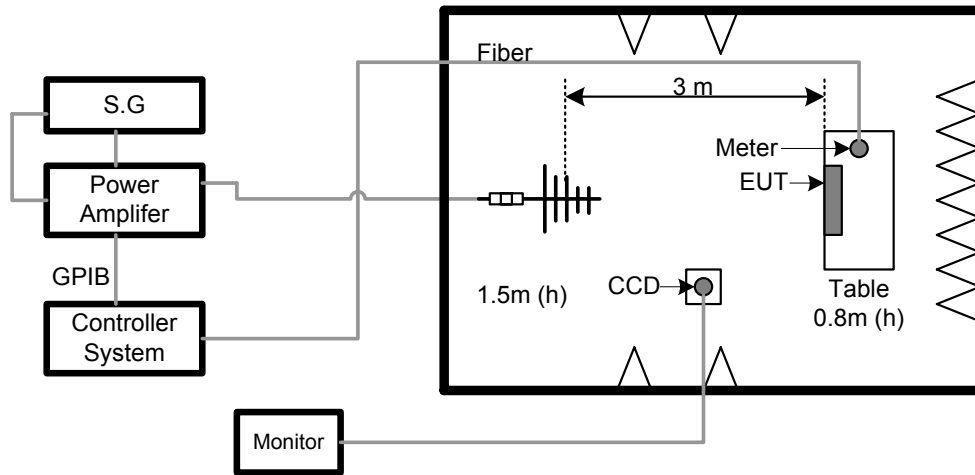 Fiber
3 m
S.G
Meter
Power
Amplifer
EUT
GPIB
CCD
1.5m (h)
Table
0.8m (h)
Controller
System
Monitor